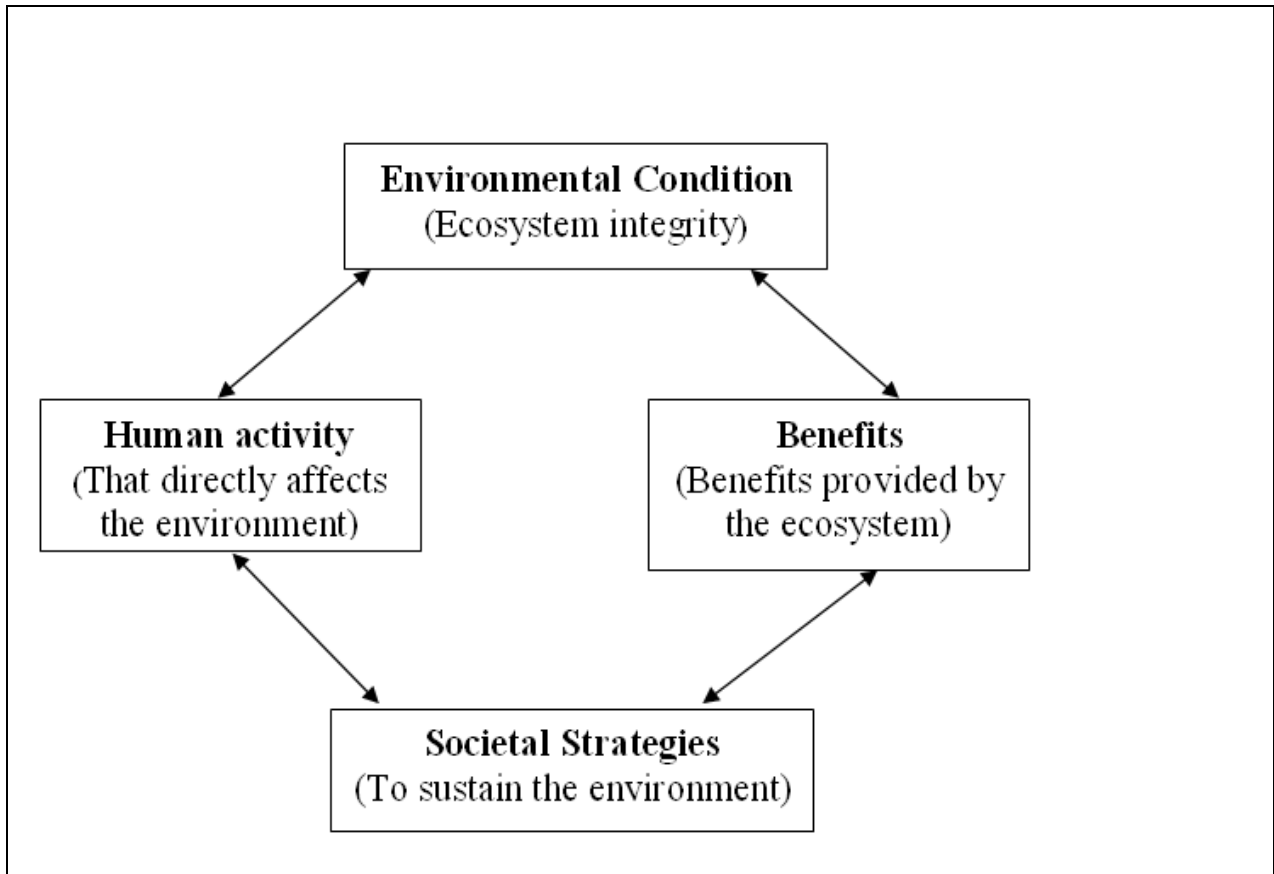 Environmental Condition
(Ecosystem integrity)
Human activity
(That directly affects
the environment)
Benefits
(Benefits provided by
the ecosystem)
Societal Strategies
(To sustain the environment)